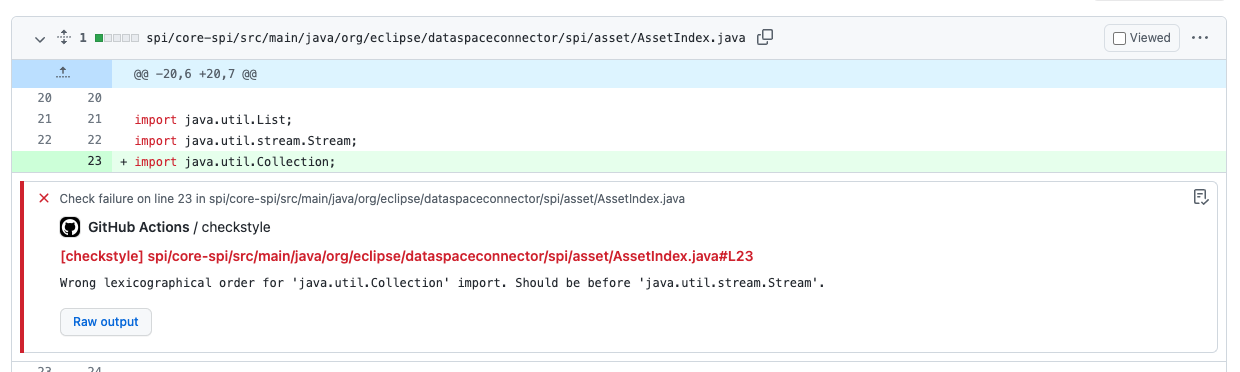 1 spi/core-spi/src/main/java/org/eclipse/dataspaceconnector/spi/asset/AssetIndex.java Viewed
@@ -20,6 +20,7 @@
20 20
21 21 import java.util.List;
22 22 import java.util.stream.Stream;
23 + import java.util.Collection;
Check failure on line 23 in spi/core-spi/src/main/java/org/eclipse/dataspaceconnector/spi/asset/AssetIndex.java
GitHub Actions / checkstyle
[checkstyle] spi/core-spi/src/main/java/org/eclipse/dataspaceconnector/spi/asset/AssetIndex.java#L23
Wrong lexicographical order for 'java.util.Collection' import. Should be before 'java.util.stream.Stream'.
Raw output
23 24